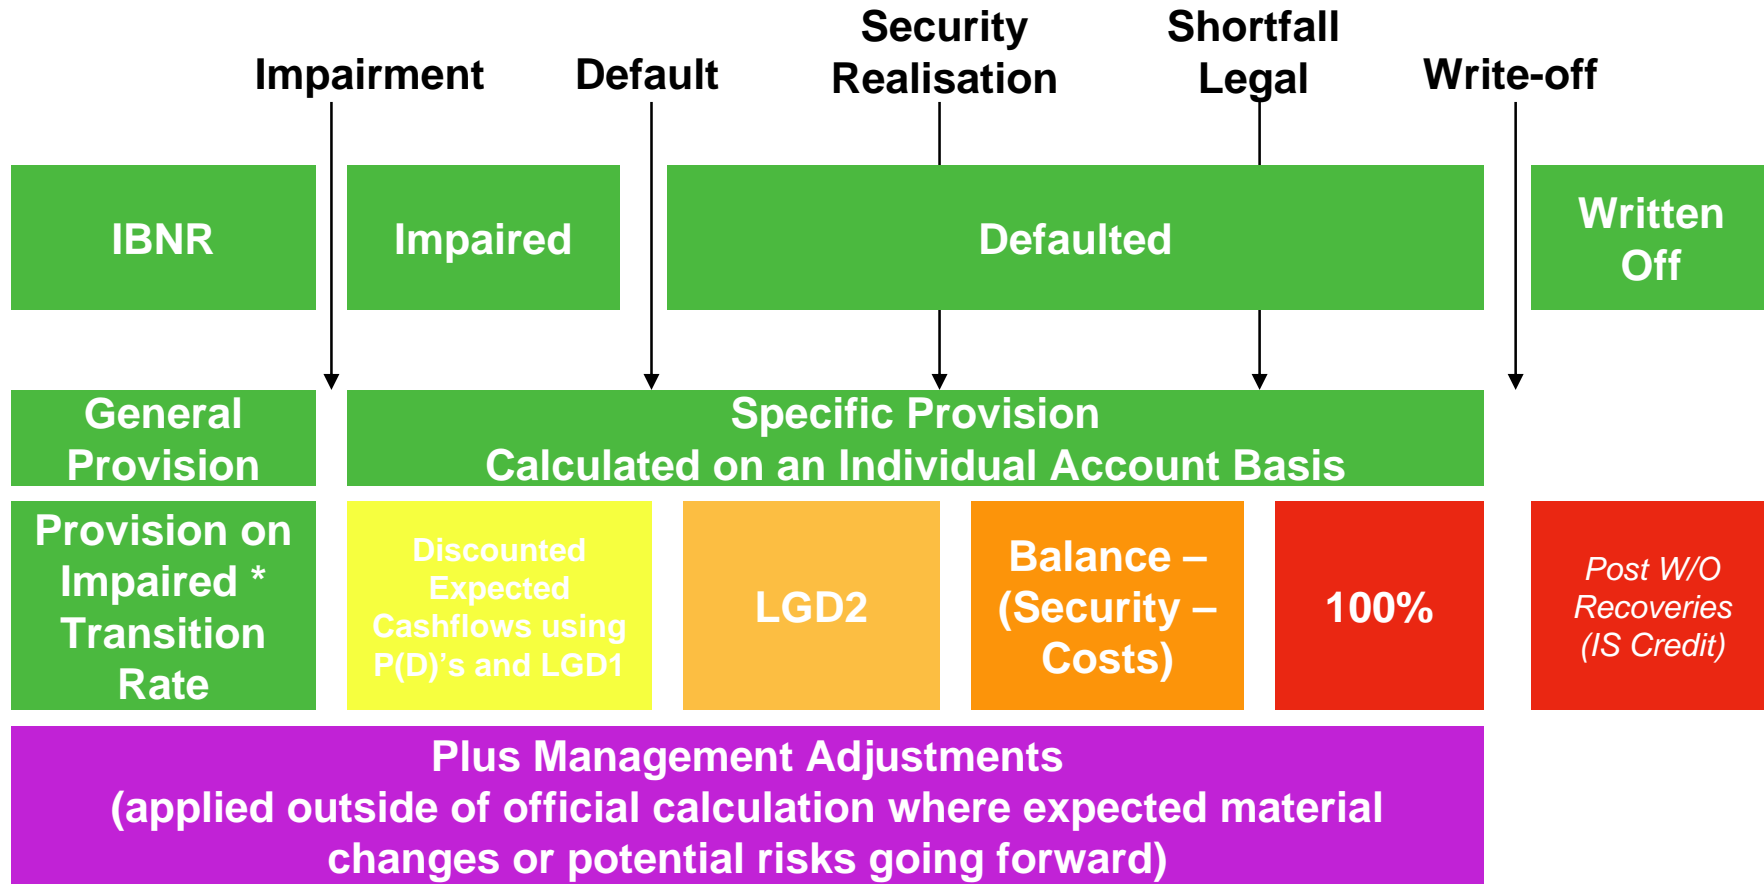 Impairment
Default
Security
Realisation
Shortfall
Legal
Write-off
IBNR
Impaired
Defaulted
Written
Off
General
Provision
Specific Provision
Calculated on an Individual Account Basis
Provision on
Impaired *
Transition
Rate
Discounted
Expected
Cashflows using
P(D)’s and LGD1
LGD2
Balance –
(Security –
Costs)
100%
Post W/O
Recoveries
(IS Credit)
Plus Management Adjustments
(applied outside of official calculation where expected material
changes or potential risks going forward)